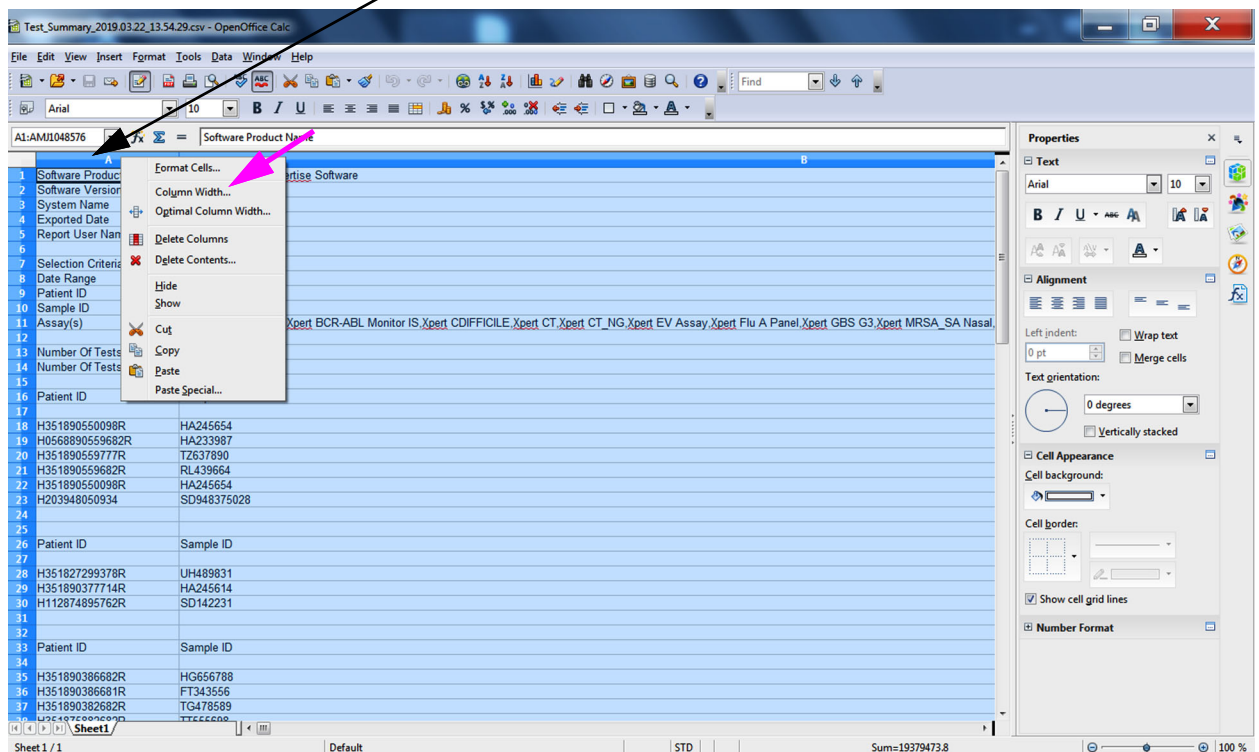 Test_Summary_2019.03.22_13.54.29.csv - OpenOffice Calc
File Edit View Insert Format Tools Data Window Help
Find
Arial 10
A1:AMJ1048576 Software Product Name
A B
1 Software Produc ertise Software
2 Software Version
3 System Name
4 Exported Date
5 Report User Nam
6
7 Selection Criteria
8 Date Range
9 Patient ID
10 Sample ID
11 Assay(s) Xpert BCR-ABL Monitor IS,Xpert CDIFFICILE,Xpert CT,Xpert CT_NG,Xpert EV Assay,Xpert Flu A Panel,Xpert GBS G3,Xpert MRSA_SA Nasal,
12
13 Number Of Tests
14 Number Of Tests
15
16 Patient ID
17
18 H351890550098R HA245654
19 H0568890559682R HA233987
20 H351890559777R TZ637890
21 H351890559682R RL439664
22 H351890550098R HA245654
23 H203948050934 SD948375028
24
25
26 Patient ID Sample ID
27
28 H351827299378R UH489831
29 H351890377714R HA245614
30 H112874895762R SD142231
31
32
33 Patient ID Sample ID
34
35 H351890386682R HG656788
36 H351890386681R FT343556
37 H351890382682R TG478589
Format Cells...
Column Width...
Optimal Column Width...
Delete Columns
Delete Contents...
Hide
Show
Cut
Copy
Paste
Paste Special...
Properties
Text
Arial 10
B I U ABC
Alignment
Left indent: Wrap text
0 pt Merge cells
Text orientation:
0 degrees
Vertically stacked
Cell Appearance
Cell background:
Cell border:
Show cell grid lines
Number Format
Sheet1
Sheet 1 / 1 Default STD Sum=19379473.8 100 %